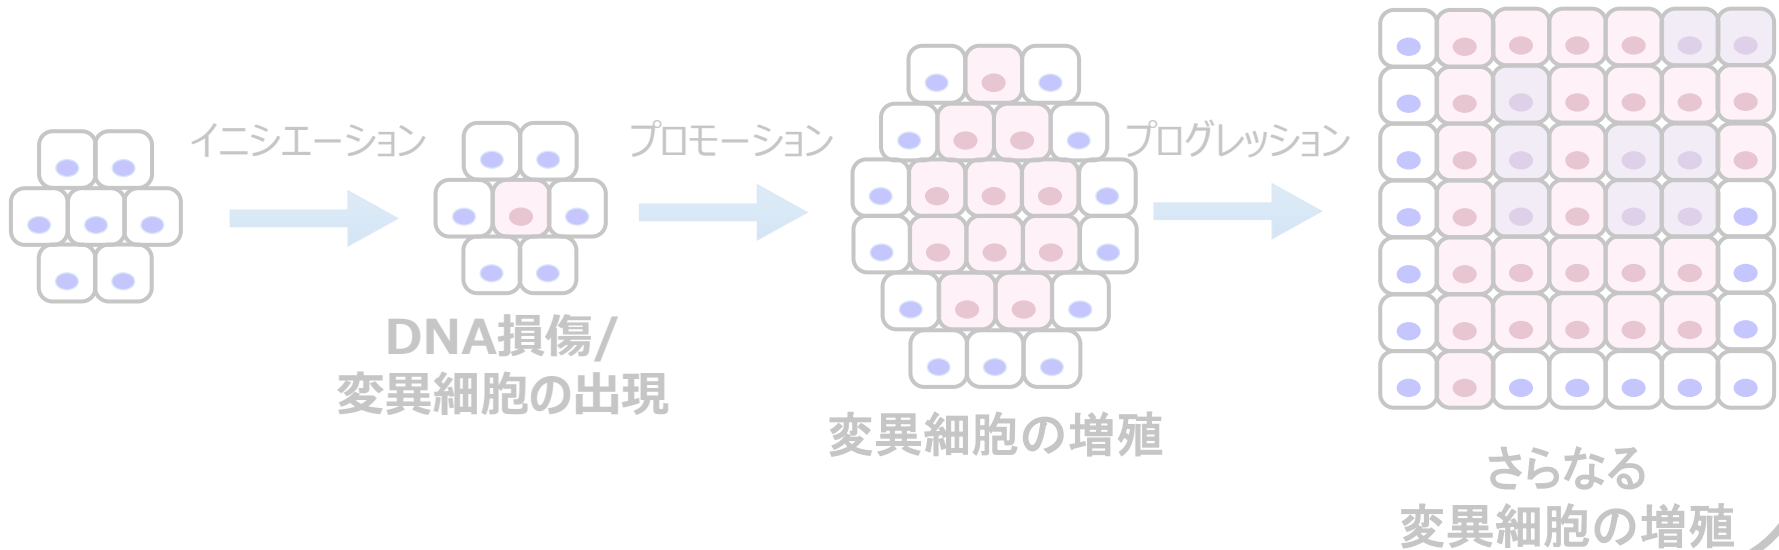 イニシエーション
プロモーション
プログレッション
DNA損傷/
変異細胞の出現
変異細胞の増殖
さらなる
変異細胞の増殖